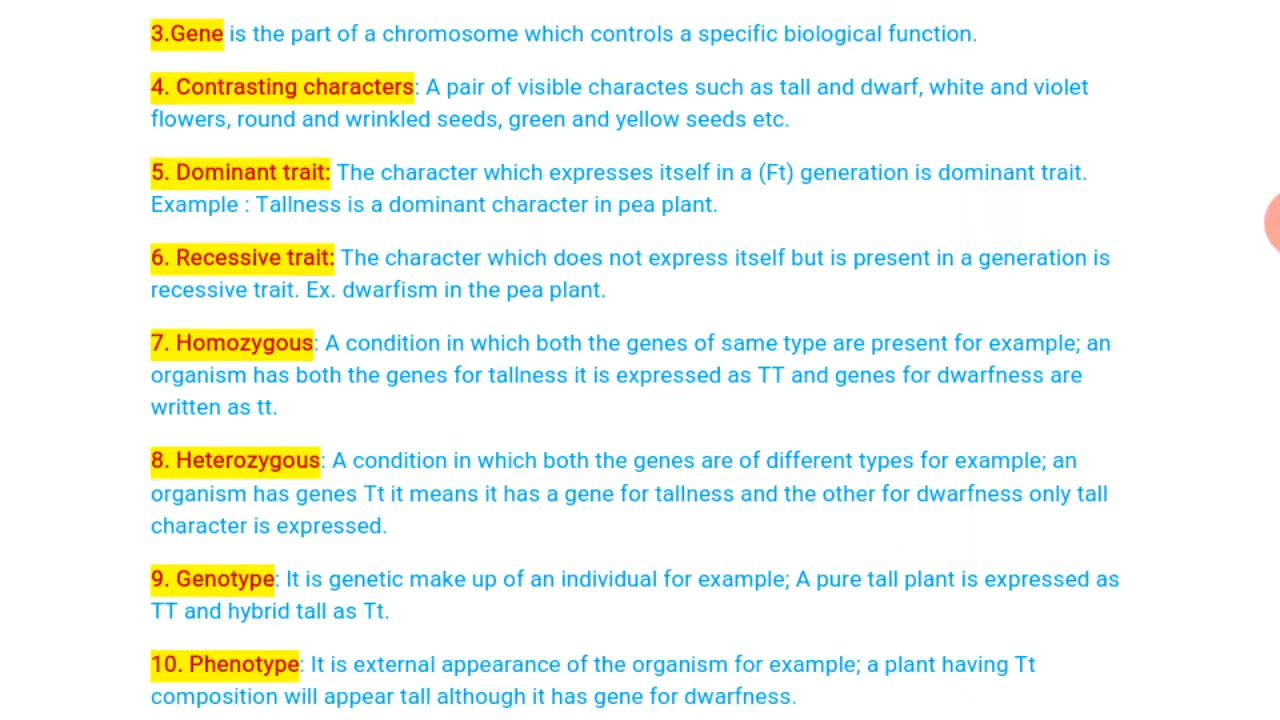 3.Gene is the part of a chromosome which controls a specific biological function.
4. Contrasting characters: A pair of visible charactes such as tall and dwarf, white and violet
flowers, round and wrinkled seeds, green and yellow seeds etc.
5. Dominant trait: The character which expresses itself in a (Ft) generation is dominant trait.
Example : Tallness is a dominant character in pea plant.
6. Recessive trait: The character which does not express itself but is present in a generation is
recessive trait. Ex. dwarfism in the pea plant.
7. Homozygous: A condition in which both the genes of same type are present for example; an
organism has both the genes for tallness it is expressed as TT and genes for dwarfness are
written as tt.
8. Heterozygous: A condition in which both the genes are of different types for example; an
organism has genes Tt it means it has a gene for tallness and the other for dwarfness only tall
character is expressed.
9. Genotype: It is genetic make up of an individual for example; A pure tall plant is expressed as
TT and hybrid tall as Tt.
10. Phenotype: It is external appearance of the organism for example; a plant having Tt
composition will appear tall although it has gene for dwarfness.